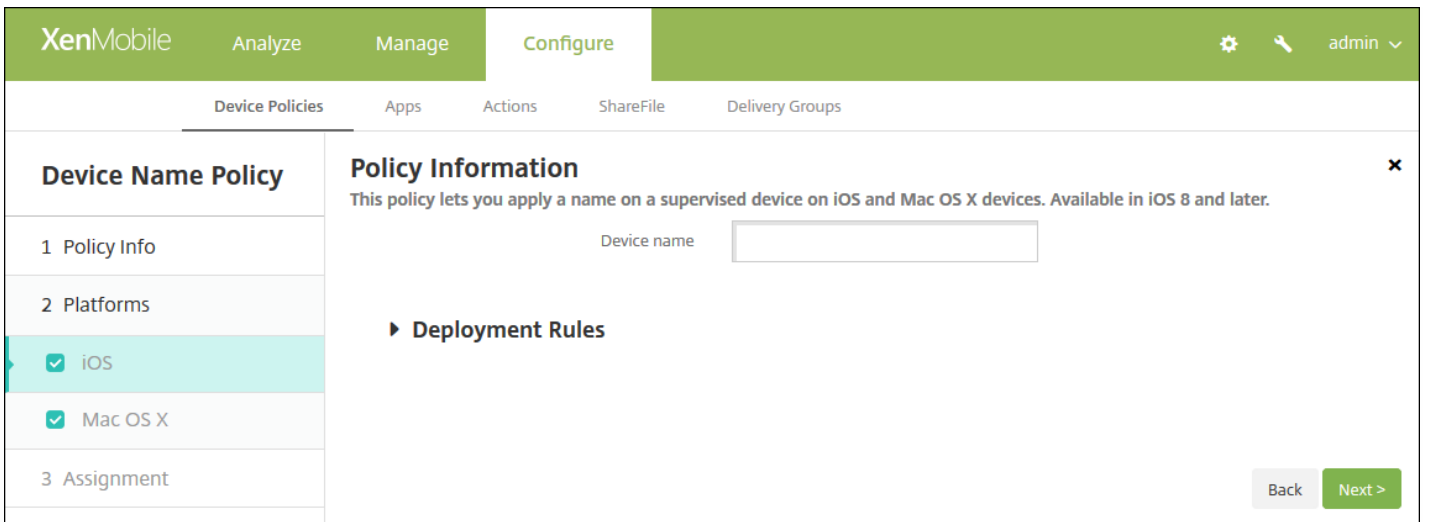 XenMobile Analyze Manage Configure admin
Device Policies Apps Actions ShareFile Delivery Groups
Device Name Policy
1 Policy Info
2 Platforms
iOS
Mac OS X
3 Assignment
Policy Information
This policy lets you apply a name on a supervised device on iOS and Mac OS X devices. Available in iOS 8 and later.
Device name
Deployment Rules
Back Next >